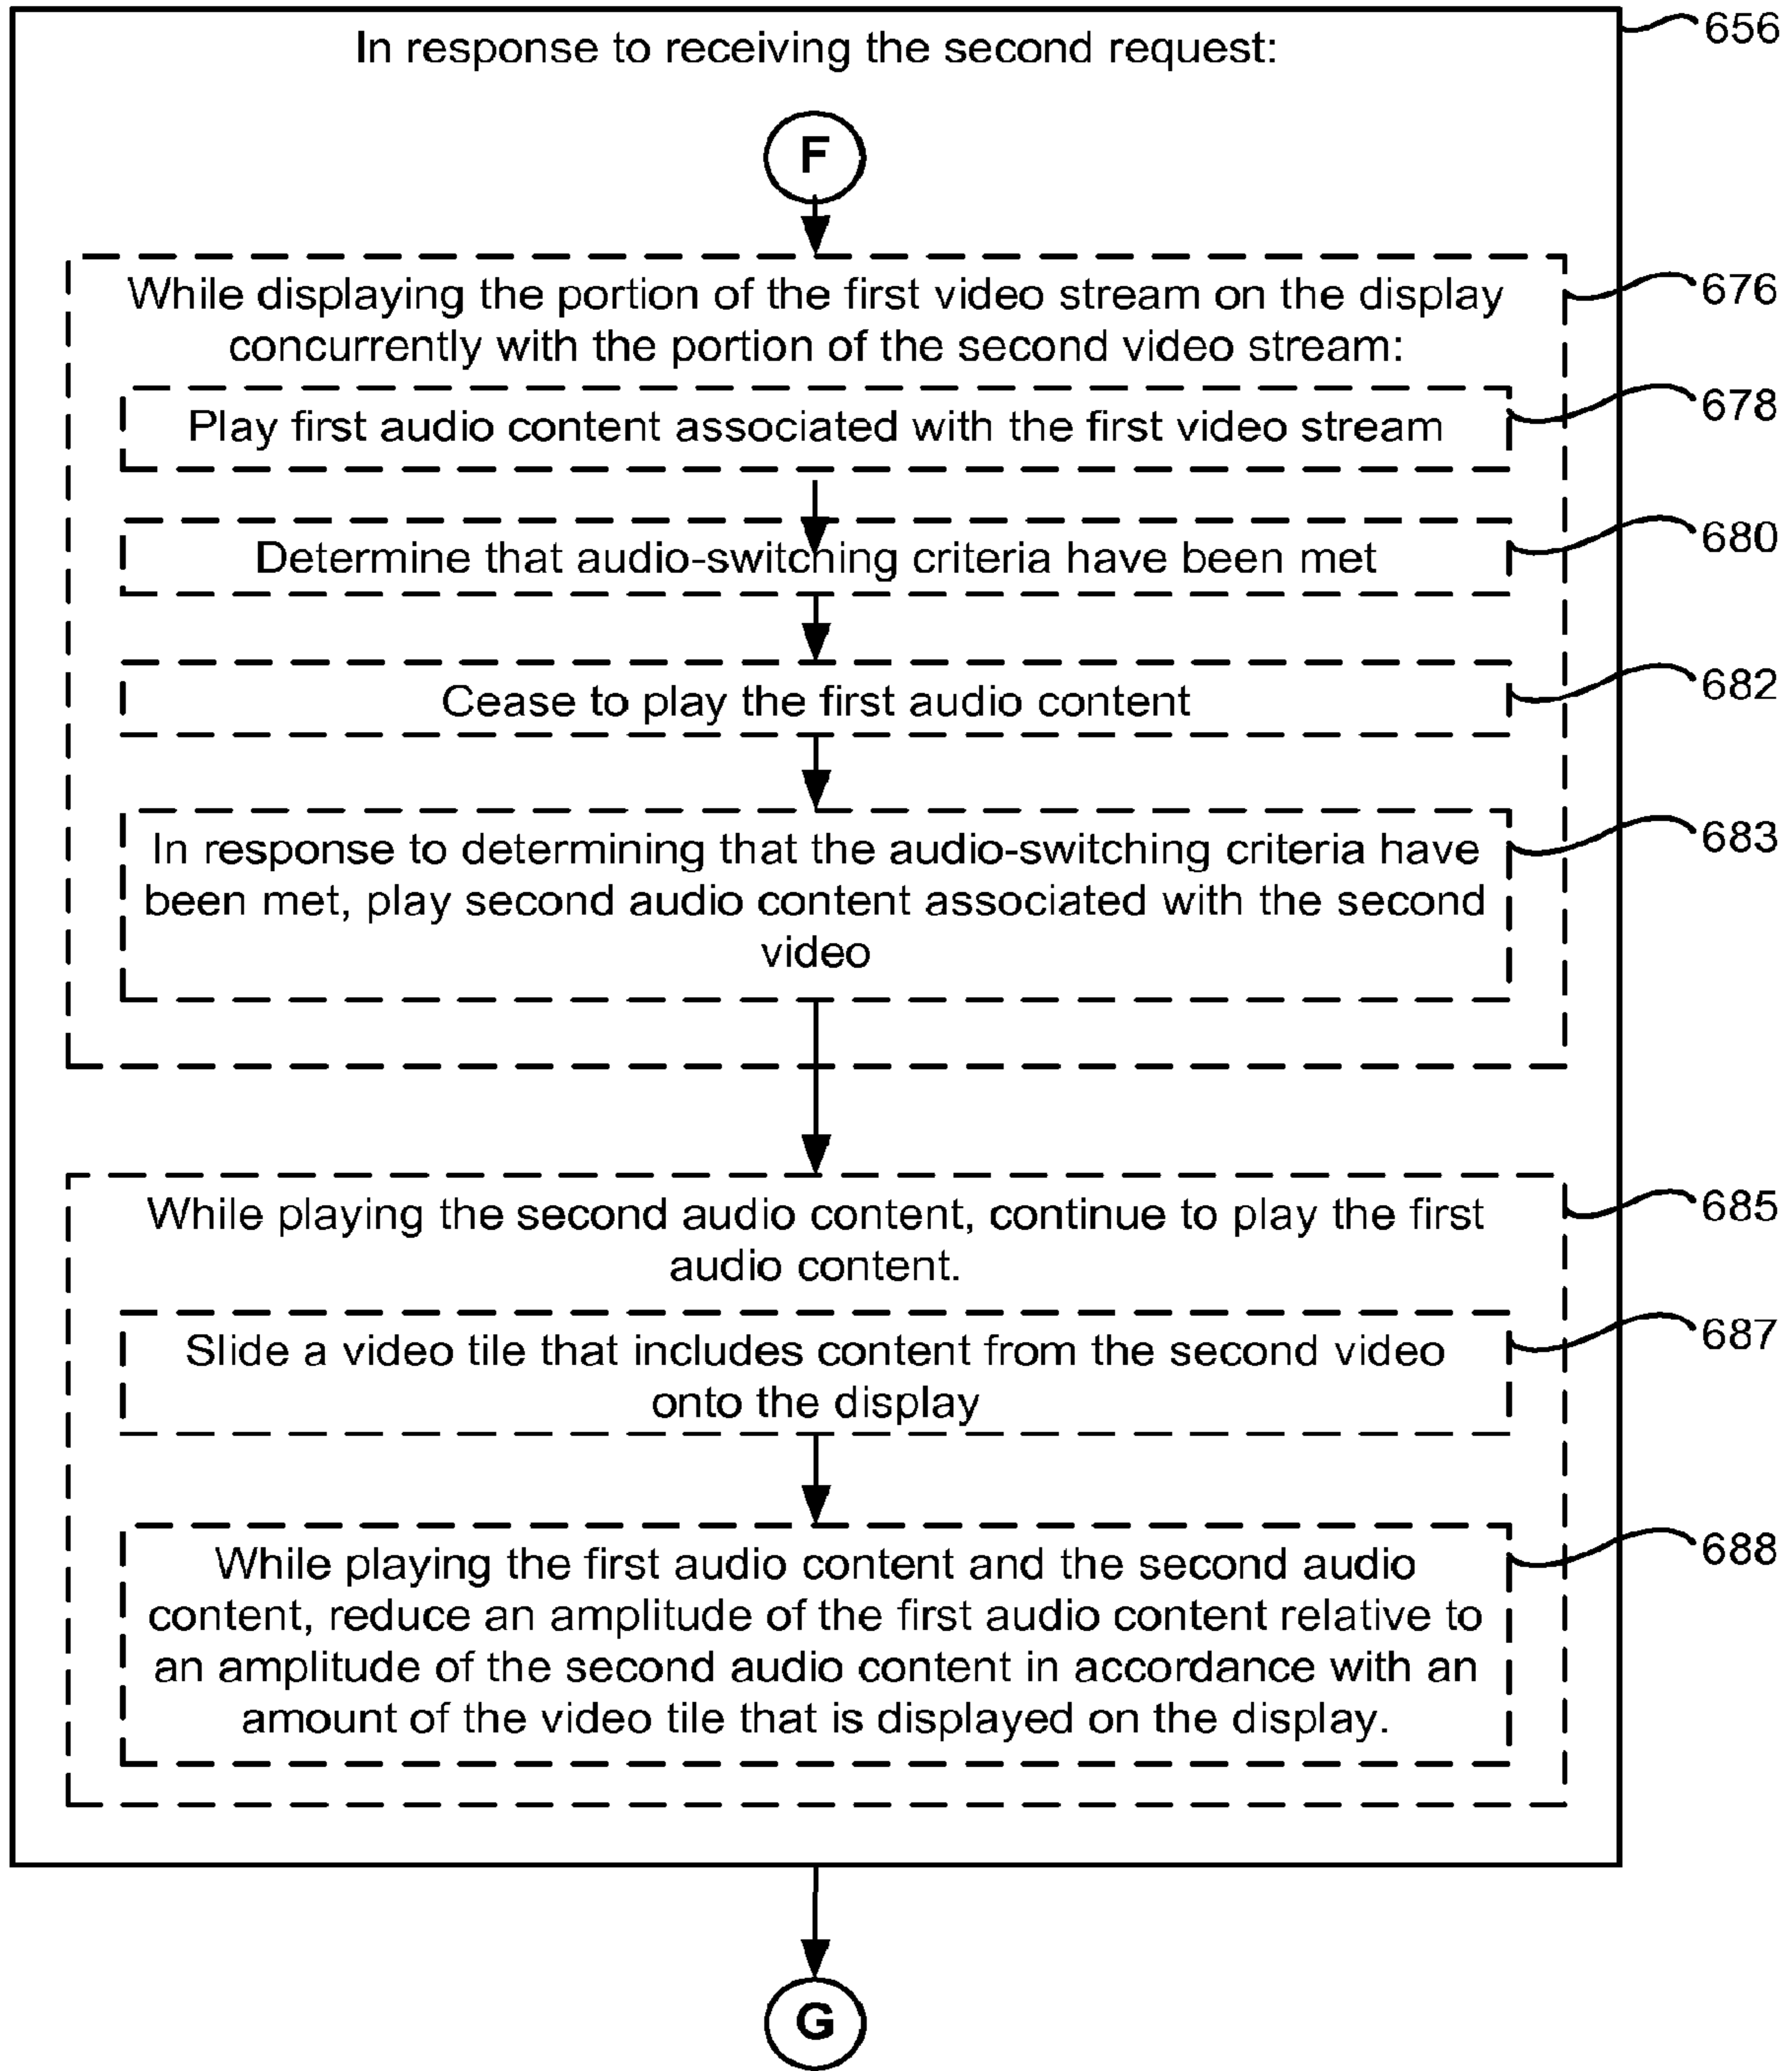 In response to receiving the second request:
656
F
While displaying the portion of the first video stream on the display
concurrently with the portion of the second video stream:
676
Play first audio content associated with the first video stream
678
Determine that audio-switching criteria have been met
680
Cease to play the first audio content
682
In response to determining that the audio-switching criteria have
been met, play second audio content associated with the second
video
683
While playing the second audio content, continue to play the first
audio content.
685
Slide a video tile that includes content from the second video
onto the display
687
While playing the first audio content and the second audio
content, reduce an amplitude of the first audio content relative to
an amplitude of the second audio content in accordance with an
amount of the video tile that is displayed on the display.
688
G